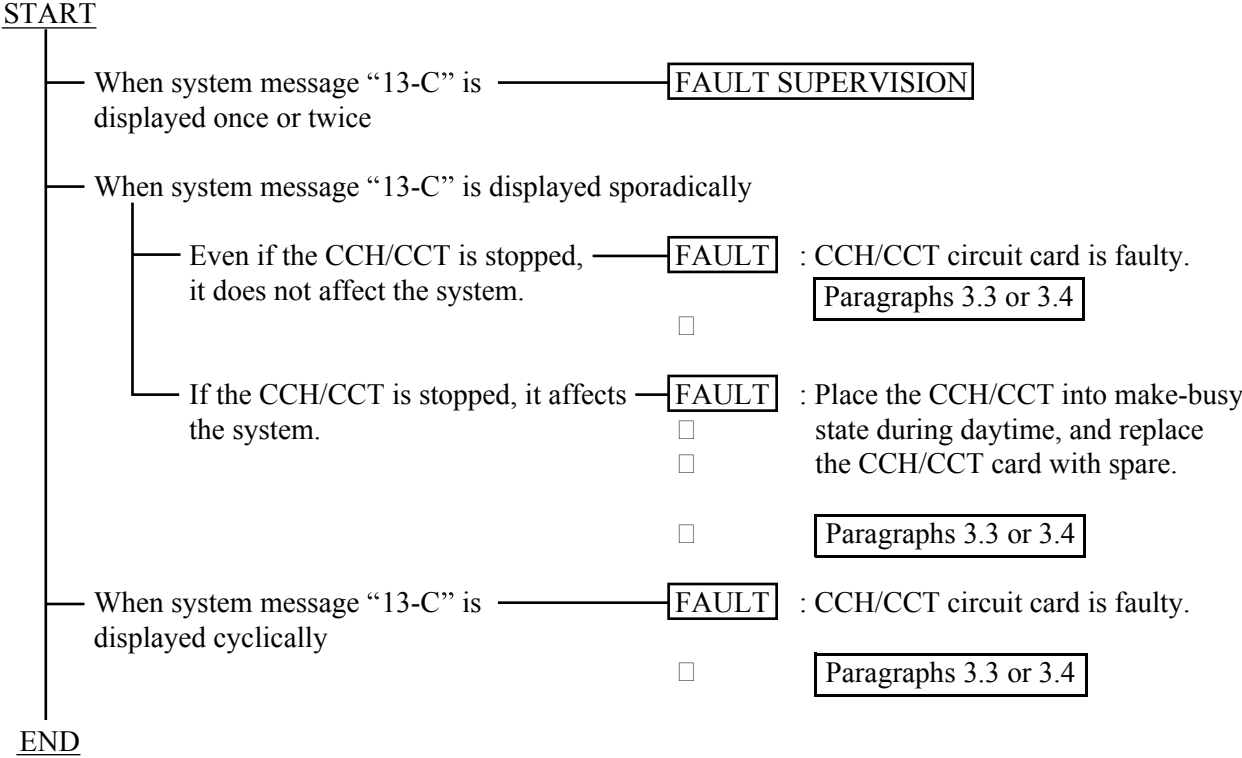 START
When system message “13-C” is FAULT SUPERVISION
displayed once or twice
When system message “13-C” is displayed sporadically
Even if the CCH/CCT is stopped, FAULT : CCH/CCT circuit card is faulty.
it does not affect the system. Paragraphs 3.3 or 3.4
If the CCH/CCT is stopped, it affects FAULT : Place the CCH/CCT into make-busy
the system. state during daytime, and replace
the CCH/CCT card with spare.
Paragraphs 3.3 or 3.4
When system message “13-C” is FAULT : CCH/CCT circuit card is faulty.
displayed cyclically
Paragraphs 3.3 or 3.4
END